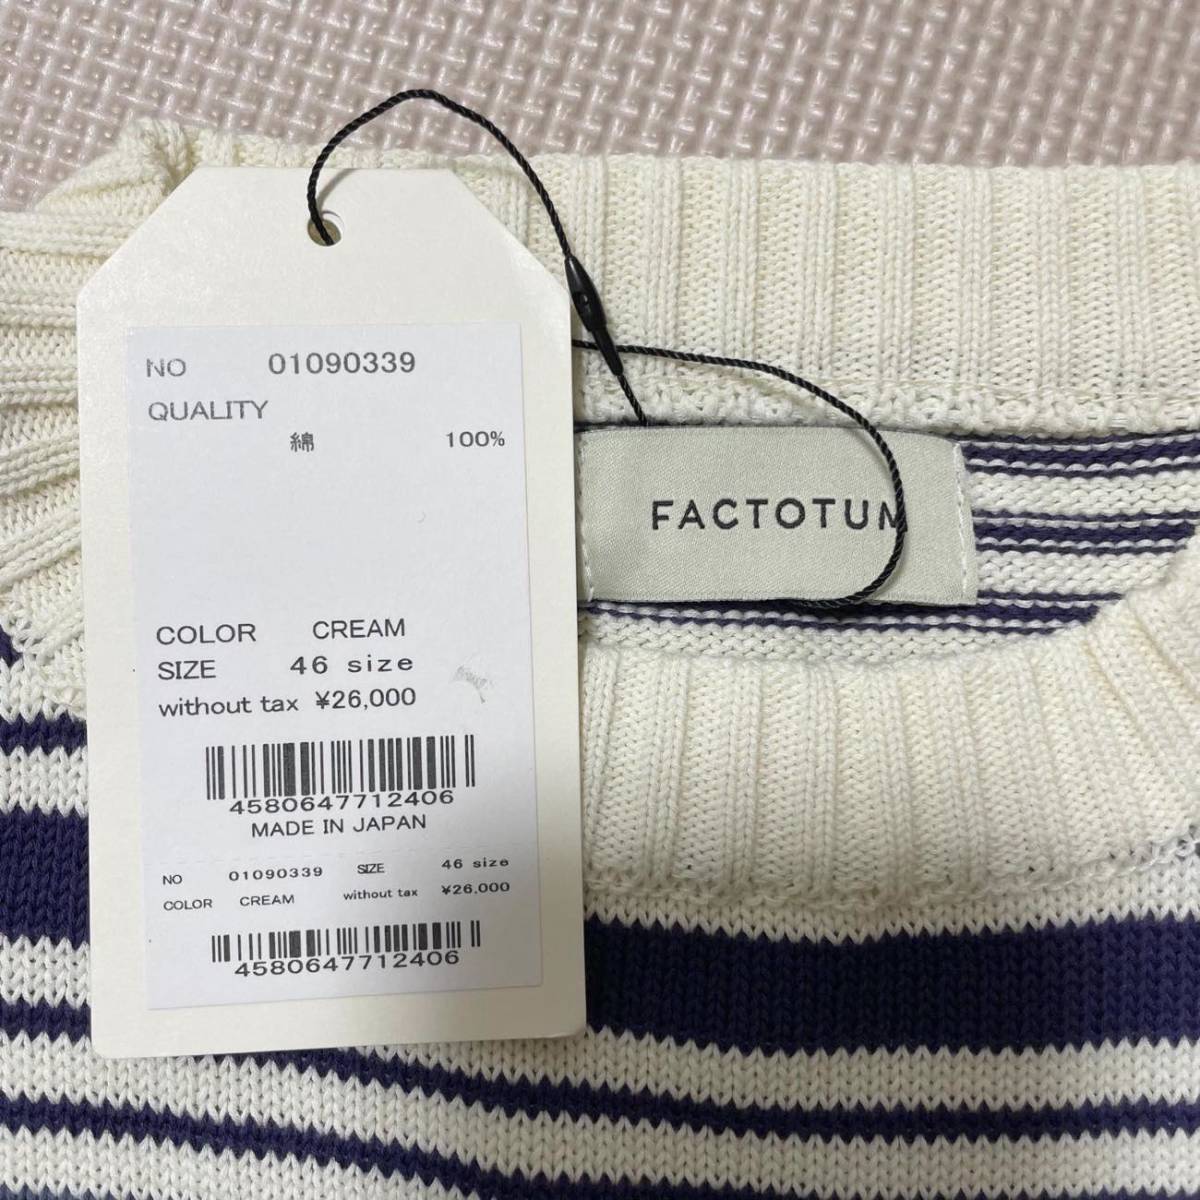 NO 01090339
QUALITY
綿 100%
COLOR CREAM
SIZE 46 size
without tax ¥26,000
4580647712406
MADE IN JAPAN
NO 01090339 SIZE 46 size
COLOR CREAM without tax ¥26,000
4580647712406
FACTOTUM